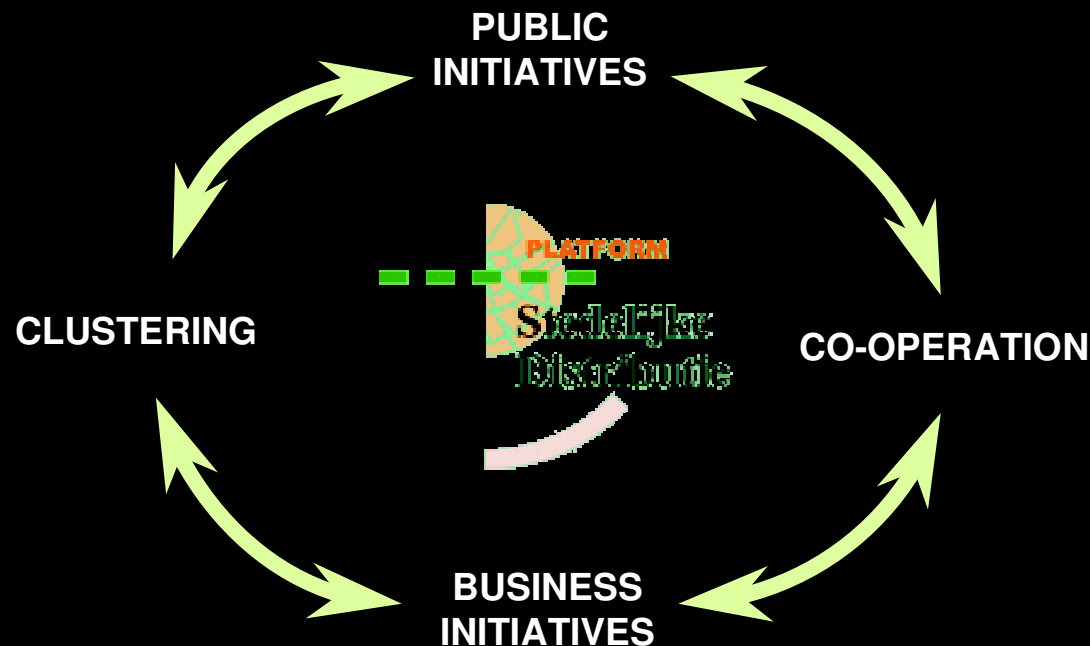 PUBLIC
INITIATIVES
PLATFORM
Stedelijke
Distributie
CLUSTERING
CO-OPERATION
BUSINESS
INITIATIVES